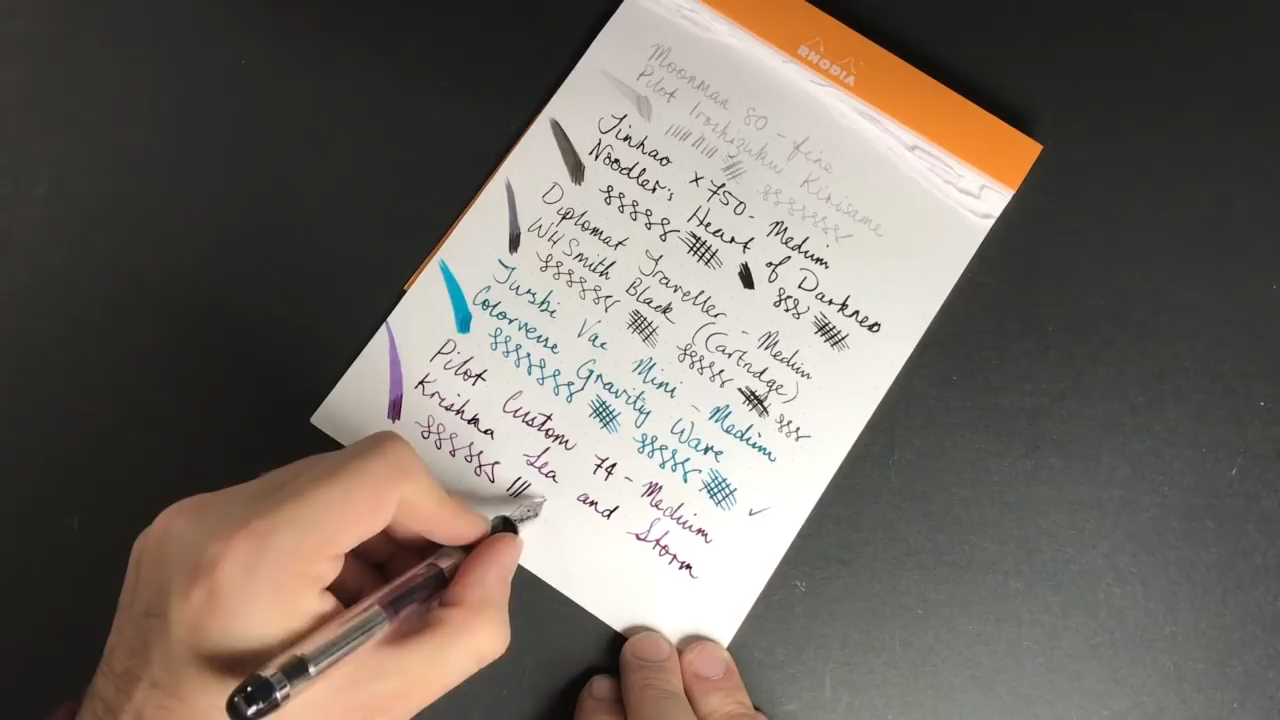 RHODIA
Moonman 80 - fine
Pilot Iroshizuku Kirisame
Jinhao x750 - Medium
Noodler's Heart of Darkness
Diplomat Traveller - Medium
WHSmith Black (Cartridge)
Twsbi Vac Mini - Medium
Colorverse Gravity Wave
Pilot Custom 74 - Medium
Krishna Sea and Storm